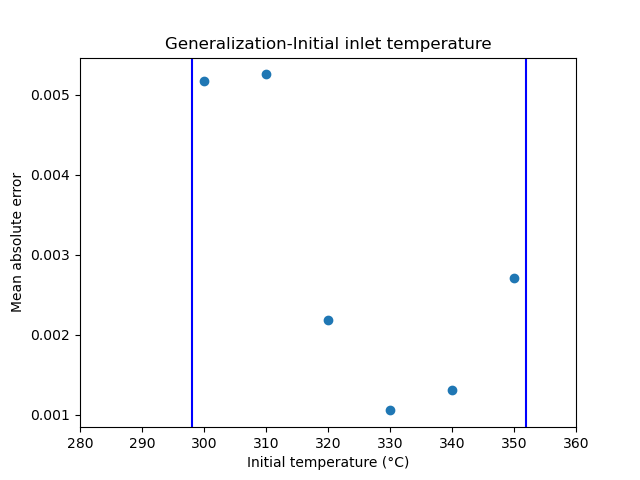 Generalization-Initial inlet temperature
Mean absolute error
0.005
0.004
0.003
0.002
0.001
280 290 300 310 320 330 340 350 360
Initial temperature (°C)